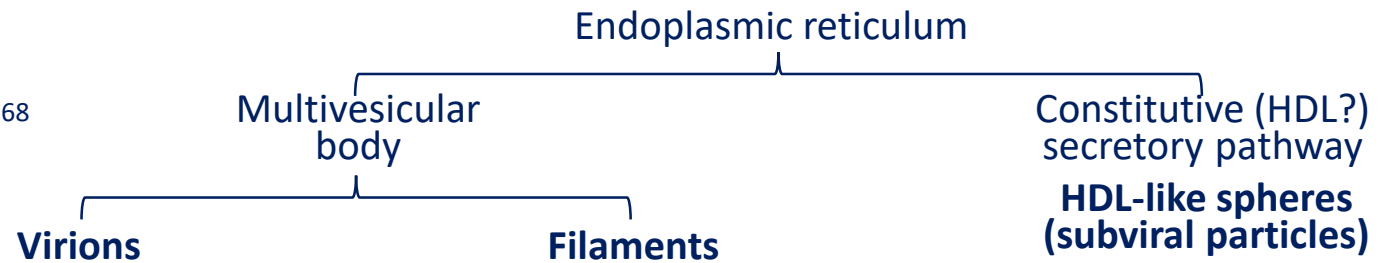 Endoplasmic reticulum
68
Multivesicular
body
Constitutive (HDL?)
secretory pathway
HDL-like spheres
(subviral particles)
Virions
Filaments